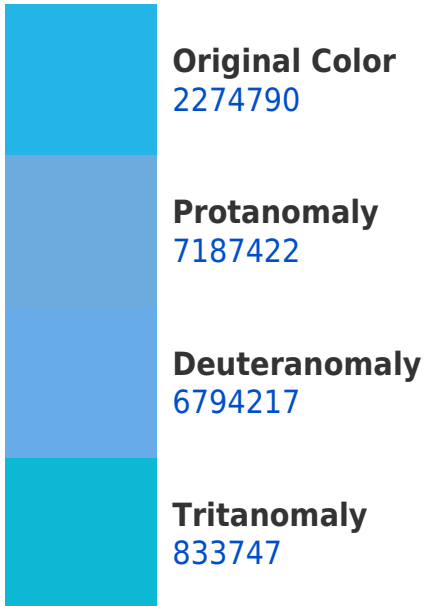 Original Color
2274790
Protanomaly
7187422
Deuteranomaly
6794217
Tritanomaly
833747